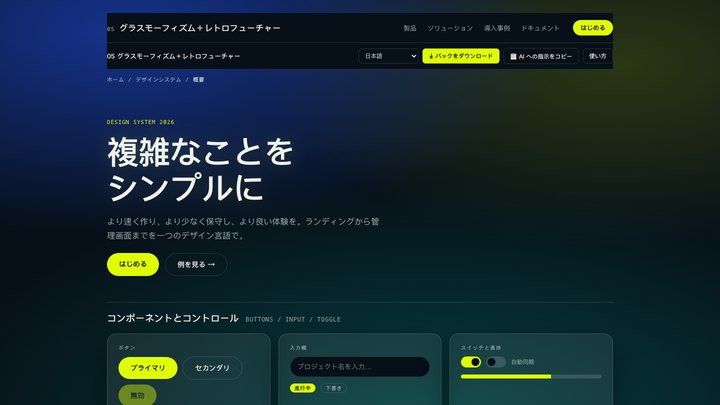 05 グラスモーフィズム＋レトロフューチャー 製品 ソリューション 導入事例 ドキュメント はじめる
05 グラスモーフィズム＋レトロフューチャー 日本語 パックをダウンロード AI への指示をコピー 使い方
ホーム / デザインシステム / 概要
DESIGN SYSTEM 2026
複雑なことを
シンプルに
より速く作り、より少なく保守し、より良い体験を。ランディングから管
理画面までを一つのデザイン言語で。
はじめる 例を見る →
コンポーネントとコントロール BUTTONS / INPUT / TOGGLE
ボタン
プライマリ セカンダリ
無効
入力欄
プロジェクト名を入力...
進行中 下書き
スイッチと進捗
自動同期